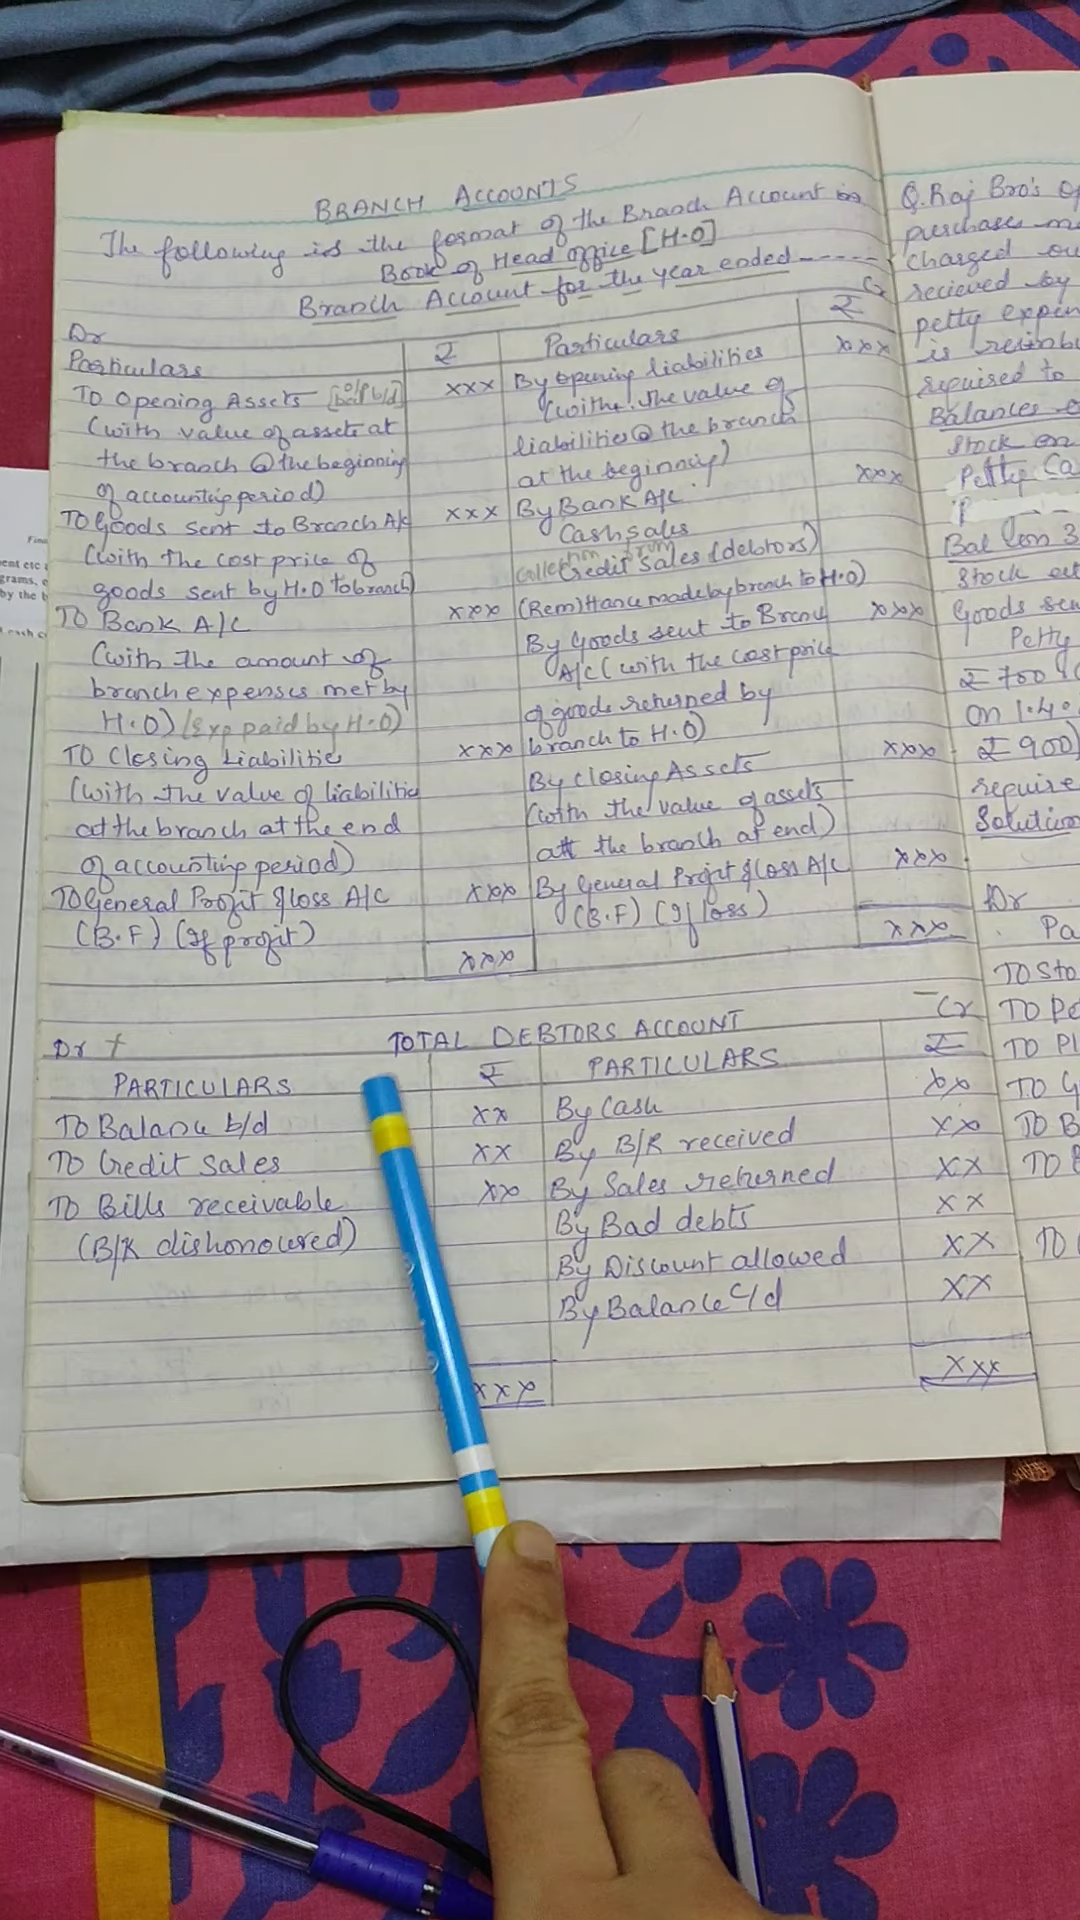 BRANCH ACCOUNTS
The following is the format of the Branch Account in
Book of Head office [H.O]
Branch Account for the year ended -----
Dr
Cr
Particulars ₹ Particulars ₹
To Opening Assets [o/p bal b/d] xxx By opening liabilities xxx
(with value of assets at (with the value of
the branch @ the beginning liabilities @ the branch
of accounting period) at the beginning)
To Goods sent to Branch A/c xxx By Bank A/c xxx
(with the cost price of Cash sales
goods sent by H.O to branch) collection from Credit Sales (debtors)
To Bank A/c xxx (Remittance made by branch to H.O)
(with the amount of By Goods sent to Branch xxx
branch expenses met by A/c (with the cost price
H.O) (Exp paid by H.O) of goods returned by
To Closing Liabilities xxx branch to H.O)
(with the value of liabilities By Closing Assets xxx
at the branch at the end (with the value of assets
of accounting period) at the branch at end)
To General Profit & loss A/C xxx By General Profit & loss A/C xxx
(B.F) (If profit) (B.F) (If loss)
xxx xxx
Dr + TOTAL DEBTORS ACCOUNT - Cr
PARTICULARS ₹ PARTICULARS ₹
To Balance b/d xx By Cash xx
To Credit Sales xx By B/R received xx
To Bills receivable xx By Sales returned xx
(B/R dishonoured) By Bad debts xx
By Discount allowed xx
By Balance c/d xx
xxx xxx
Q. Raj Bro's
purchases
charged
recieved by
petty expen
is
required to
Balances
Stock on
Petty Ca
Bal
Stock
Goods sen
Petty
₹ 700
on 1.4.
₹ 900)
require
Solution
Dr
Pa
To Sto
To Pe
To Pl
To G
To B
To
To